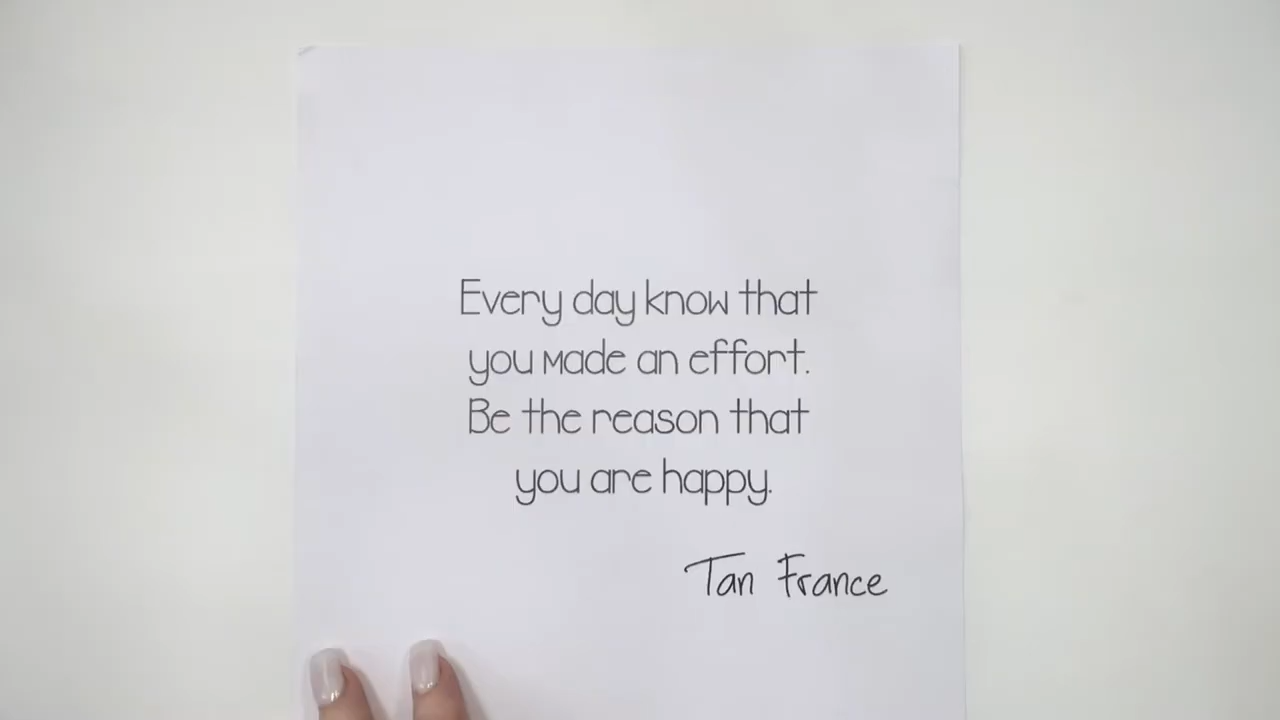 Every day know that
you made an effort.
Be the reason that
you are happy.
Tan France